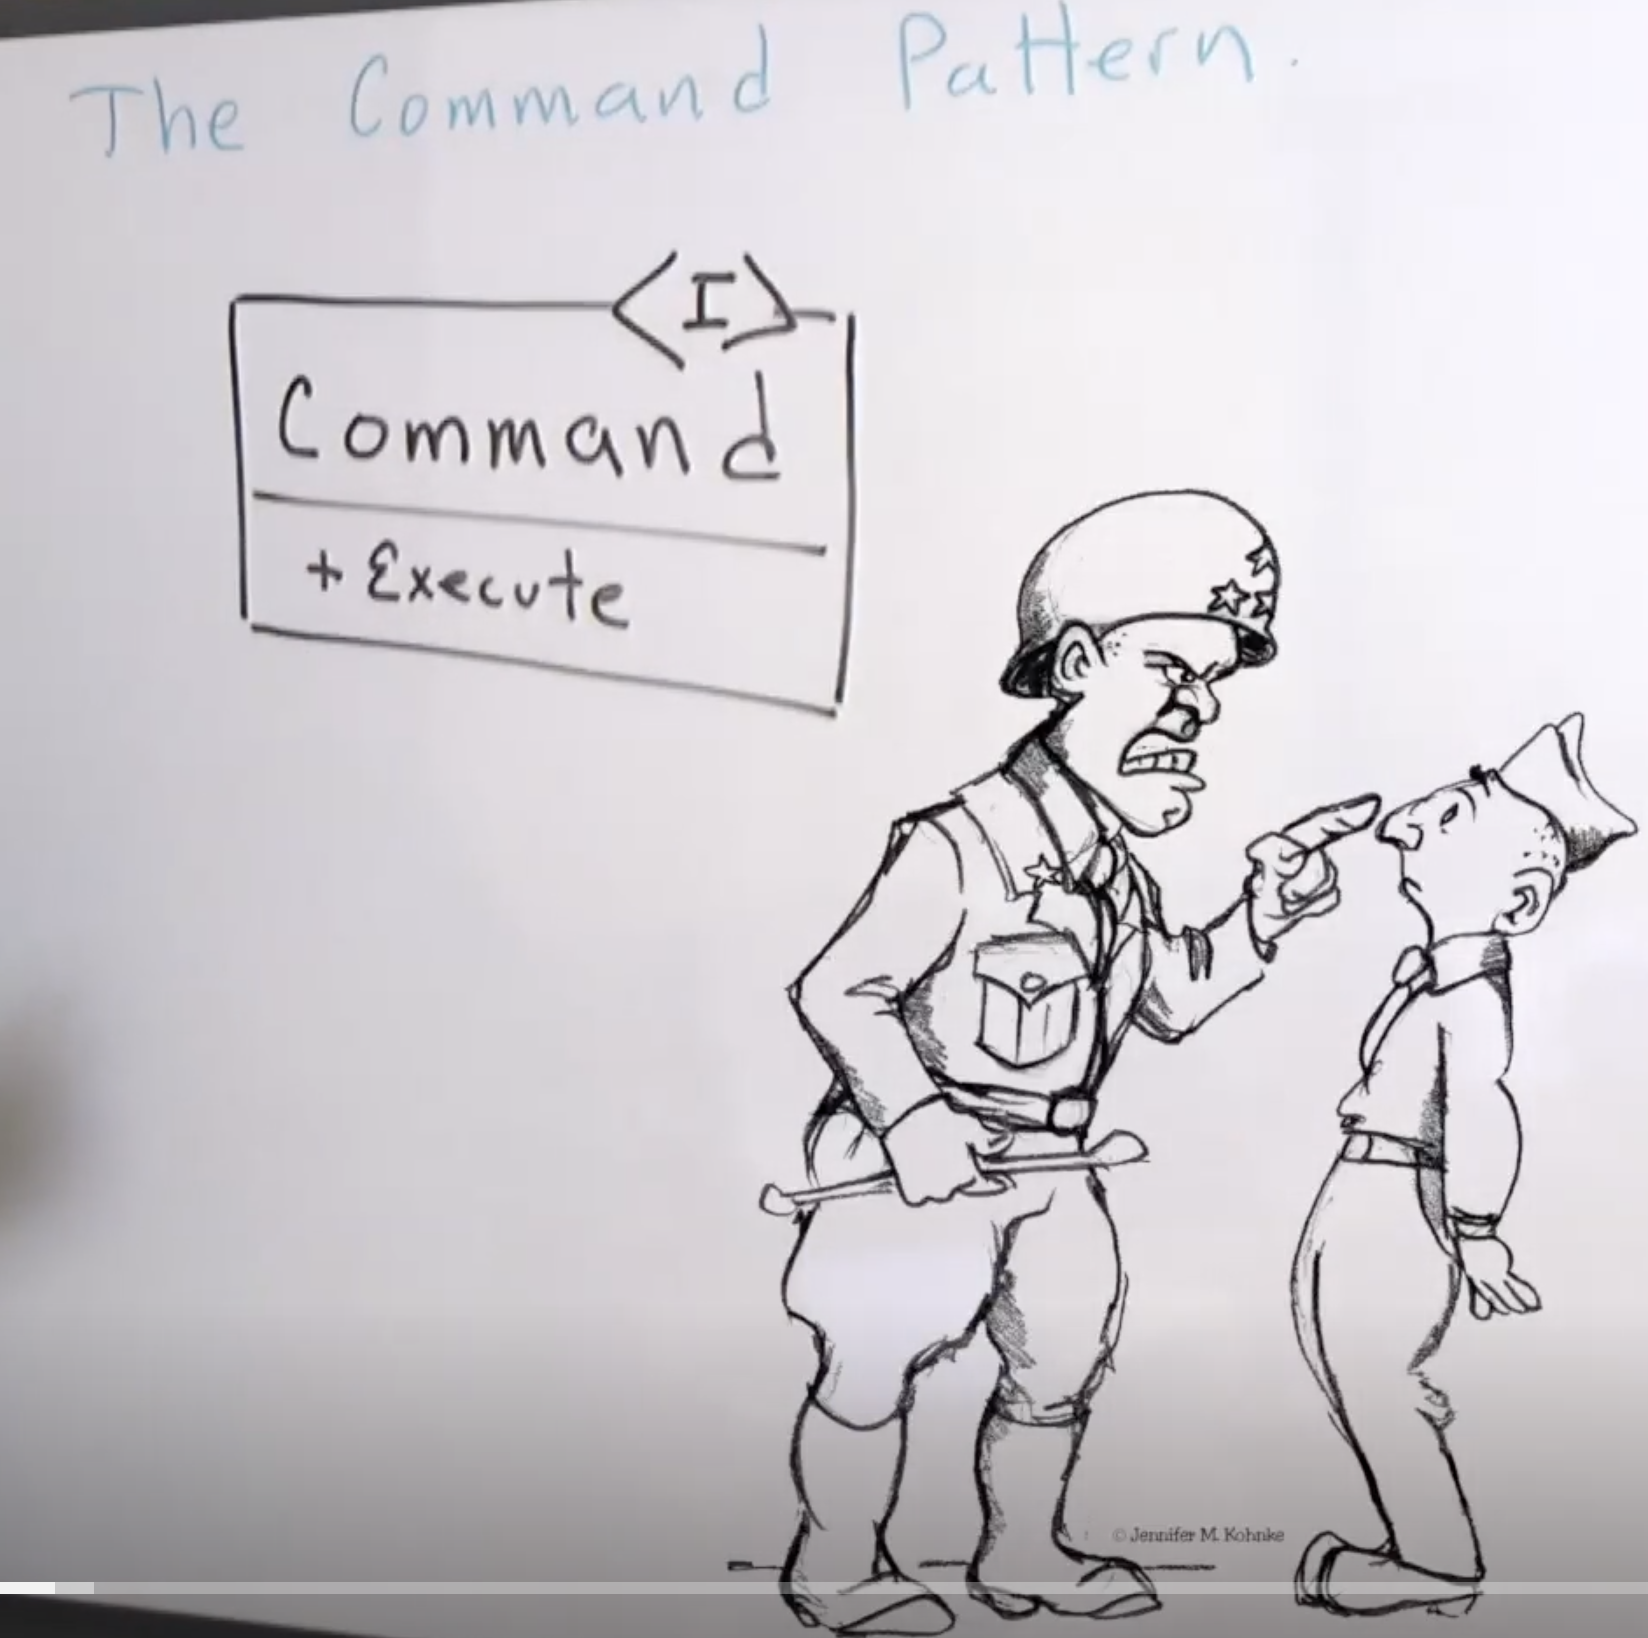 The Command Pattern.
<I>
Command
+ Execute
© Jennifer M. Kohnke